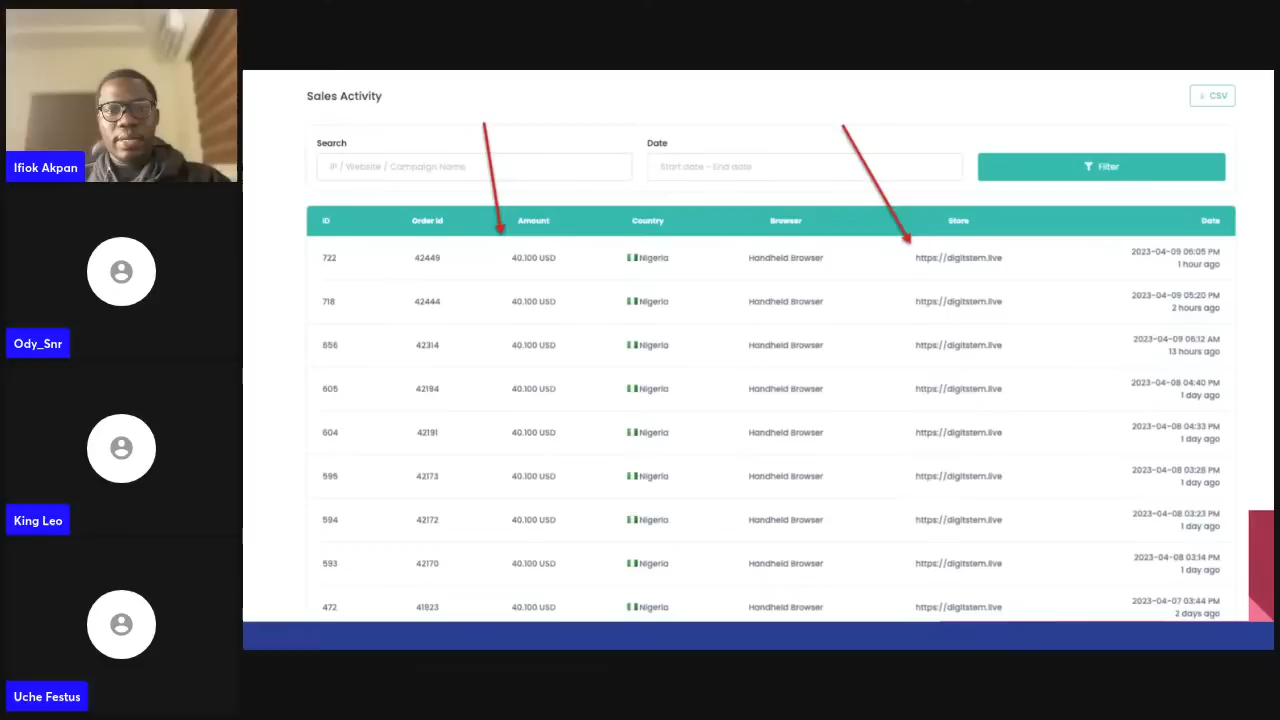 Ifiok Akpan
Ody_Snr
King Leo
Uche Festus
Sales Activity
CSV
Search
Date
IP / Website / Campaign Name
Start date - End date
Filter
ID Order Id Amount Country Browser Store Date
722 42449 40.100 USD Nigeria Handheld Browser https://digitstem.live 2023-04-09 06:05 PM
1 hour ago
718 42444 40.100 USD Nigeria Handheld Browser https://digitstem.live 2023-04-09 05:20 PM
2 hours ago
656 42314 40.100 USD Nigeria Handheld Browser https://digitstem.live 2023-04-09 06:12 AM
13 hours ago
605 42194 40.100 USD Nigeria Handheld Browser https://digitstem.live 2023-04-08 04:40 PM
1 day ago
604 42191 40.100 USD Nigeria Handheld Browser https://digitstem.live 2023-04-08 04:33 PM
1 day ago
595 42173 40.100 USD Nigeria Handheld Browser https://digitstem.live 2023-04-08 03:28 PM
1 day ago
594 42172 40.100 USD Nigeria Handheld Browser https://digitstem.live 2023-04-08 03:23 PM
1 day ago
593 42170 40.100 USD Nigeria Handheld Browser https://digitstem.live 2023-04-08 03:14 PM
1 day ago
472 41823 40.100 USD Nigeria Handheld Browser https://digitstem.live 2023-04-07 03:44 PM
2 days ago